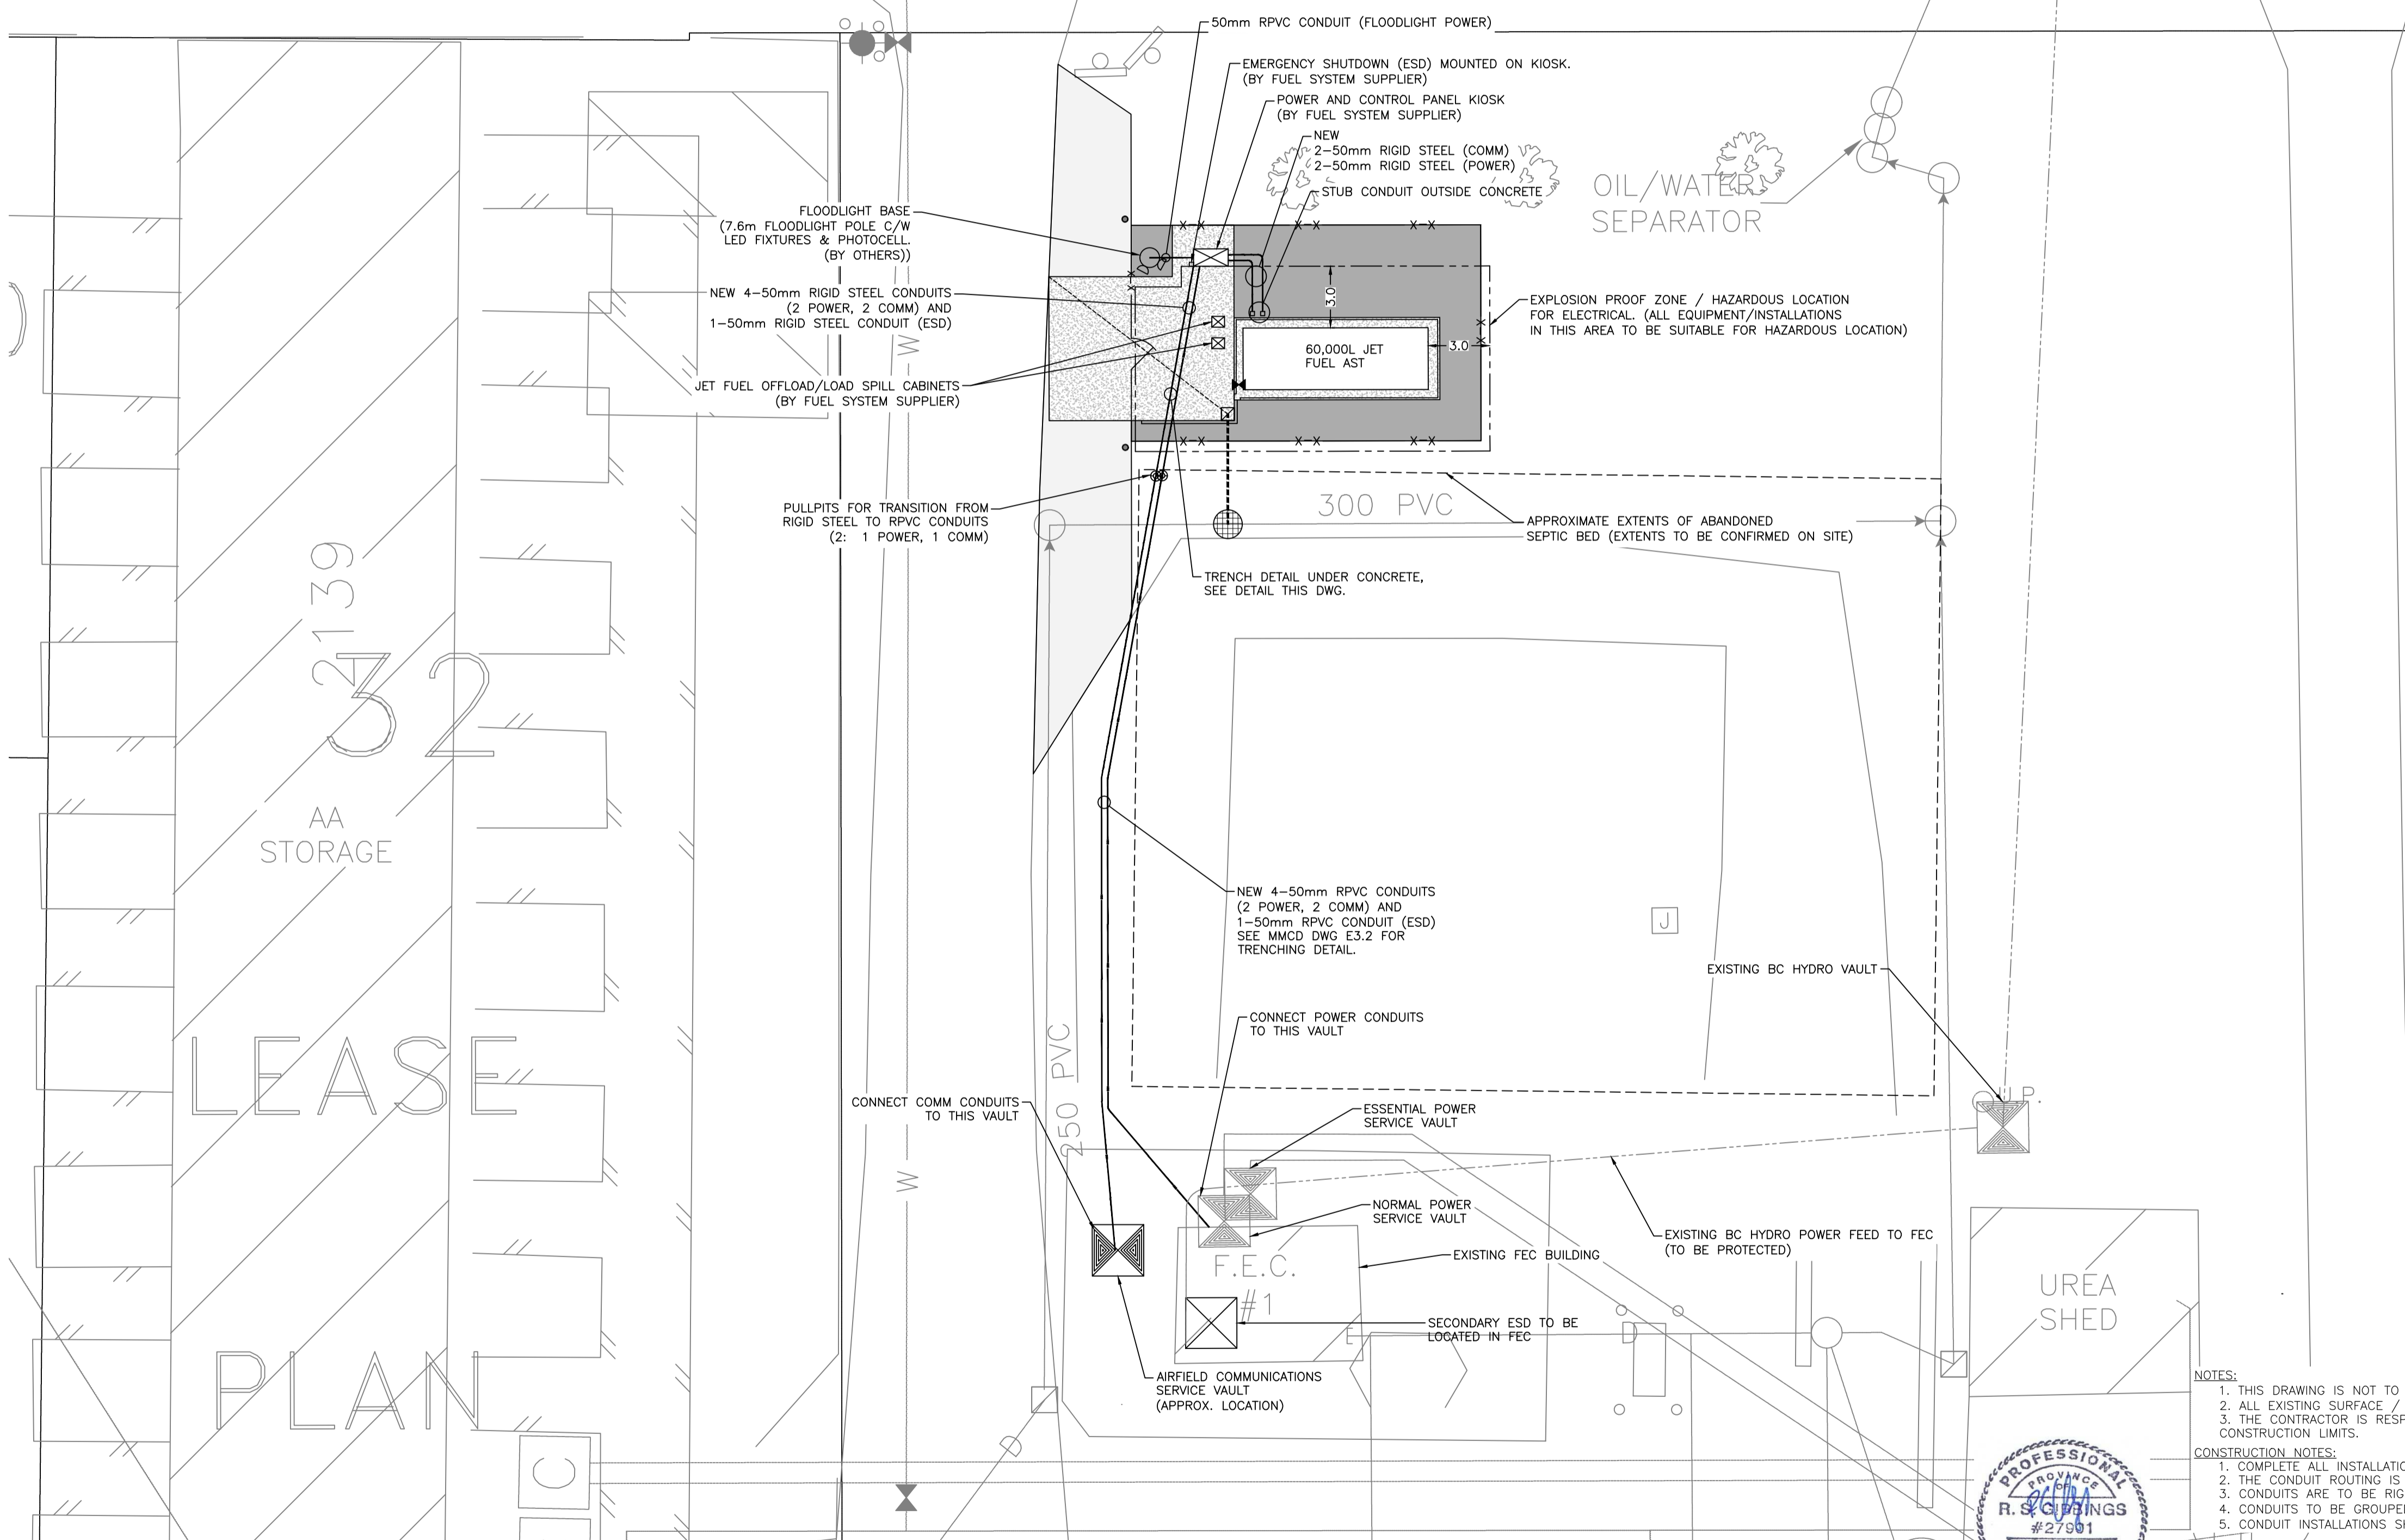 50mm RPVC CONDUIT (FLOODLIGHT POWER)
EMERGENCY SHUTDOWN (ESD) MOUNTED ON KIOSK.
(BY FUEL SYSTEM SUPPLIER)
POWER AND CONTROL PANEL KIOSK
(BY FUEL SYSTEM SUPPLIER)
NEW
2-50mm RIGID STEEL (COMM)
2-50mm RIGID STEEL (POWER)
STUB CONDUIT OUTSIDE CONCRETE
OIL/WATER
SEPARATOR
FLOODLIGHT BASE
(7.6m FLOODLIGHT POLE C/W
LED FIXTURES & PHOTOCELL.
(BY OTHERS))
NEW 4-50mm RIGID STEEL CONDUITS
(2 POWER, 2 COMM) AND
1-50mm RIGID STEEL CONDUIT (ESD)
EXPLOSION PROOF ZONE / HAZARDOUS LOCATION
FOR ELECTRICAL. (ALL EQUIPMENT/INSTALLATIONS
IN THIS AREA TO BE SUITABLE FOR HAZARDOUS LOCATION)
3.0
3.0
60,000L JET
FUEL AST
W
JET FUEL OFFLOAD/LOAD SPILL CABINETS
(BY FUEL SYSTEM SUPPLIER)
PULLPITS FOR TRANSITION FROM
RIGID STEEL TO RPVC CONDUITS
(2: 1 POWER, 1 COMM)
300 PVC
APPROXIMATE EXTENTS OF ABANDONED
SEPTIC BED (EXTENTS TO BE CONFIRMED ON SITE)
TRENCH DETAIL UNDER CONCRETE,
SEE DETAIL THIS DWG.
2139
32
AA
STORAGE
NEW 4-50mm RPVC CONDUITS
(2 POWER, 2 COMM) AND
1-50mm RPVC CONDUIT (ESD)
SEE MMCD DWG E3.2 FOR
TRENCHING DETAIL.
J
EXISTING BC HYDRO VAULT
CONNECT POWER CONDUITS
TO THIS VAULT
250 PVC
LEASE
PLAN
U.P.
CONNECT COMM CONDUITS
TO THIS VAULT
ESSENTIAL POWER
SERVICE VAULT
W
NORMAL POWER
SERVICE VAULT
EXISTING BC HYDRO POWER FEED TO FEC
(TO BE PROTECTED)
EXISTING FEC BUILDING
F.E.C.
#1
UREA
SHED
SECONDARY ESD TO BE
LOCATED IN FEC
E
D
AIRFIELD COMMUNICATIONS
SERVICE VAULT
(APPROX. LOCATION)
D
C
NOTES:
1. THIS DRAWING IS NOT TO
2. ALL EXISTING SURFACE /
3. THE CONTRACTOR IS RESP
CONSTRUCTION LIMITS.
CONSTRUCTION NOTES:
1. COMPLETE ALL INSTALLATIO
2. THE CONDUIT ROUTING IS
3. CONDUITS ARE TO BE RIG
4. CONDUITS TO BE GROUPE
5. CONDUIT INSTALLATIONS S
PROFESSIONAL
PROVINCE
OF
R. S. GIBBINGS
#27901